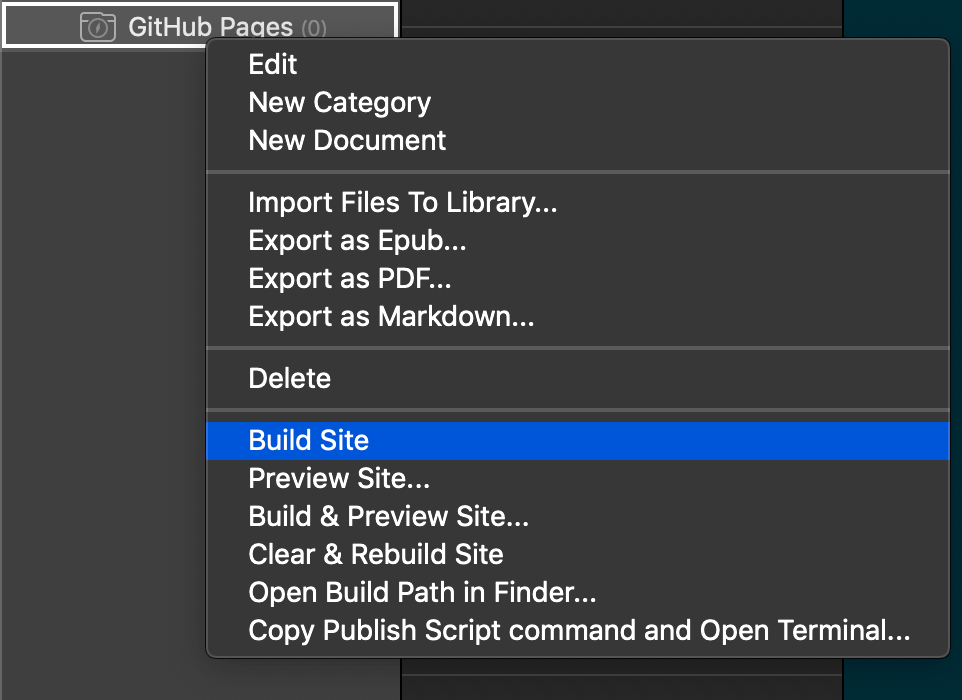 GitHub Pages (0)
Edit
New Category
New Document
Import Files To Library...
Export as Epub...
Export as PDF...
Export as Markdown...
Delete
Build Site
Preview Site...
Build & Preview Site...
Clear & Rebuild Site
Open Build Path in Finder...
Copy Publish Script command and Open Terminal...